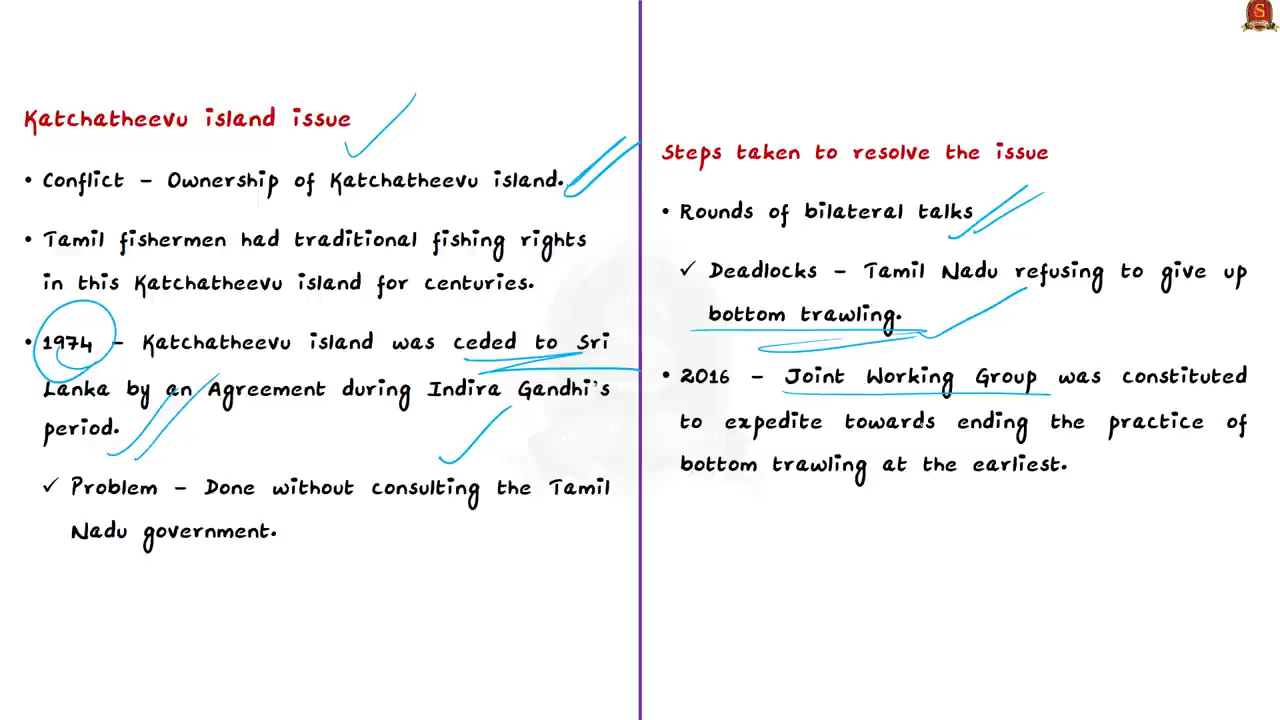 Katchatheevu island issue
• Conflict – Ownership of Katchatheevu island.
• Tamil fishermen had traditional fishing rights
in this Katchatheevu island for centuries.
• 1974 – Katchatheevu island was ceded to Sri
Lanka by an Agreement during Indira Gandhi's
period.
✓ Problem – Done without consulting the Tamil
Nadu government.
Steps taken to resolve the issue
• Rounds of bilateral talks
✓ Deadlocks – Tamil Nadu refusing to give up
bottom trawling.
• 2016 – Joint Working Group was constituted
to expedite towards ending the practice of
bottom trawling at the earliest.
S